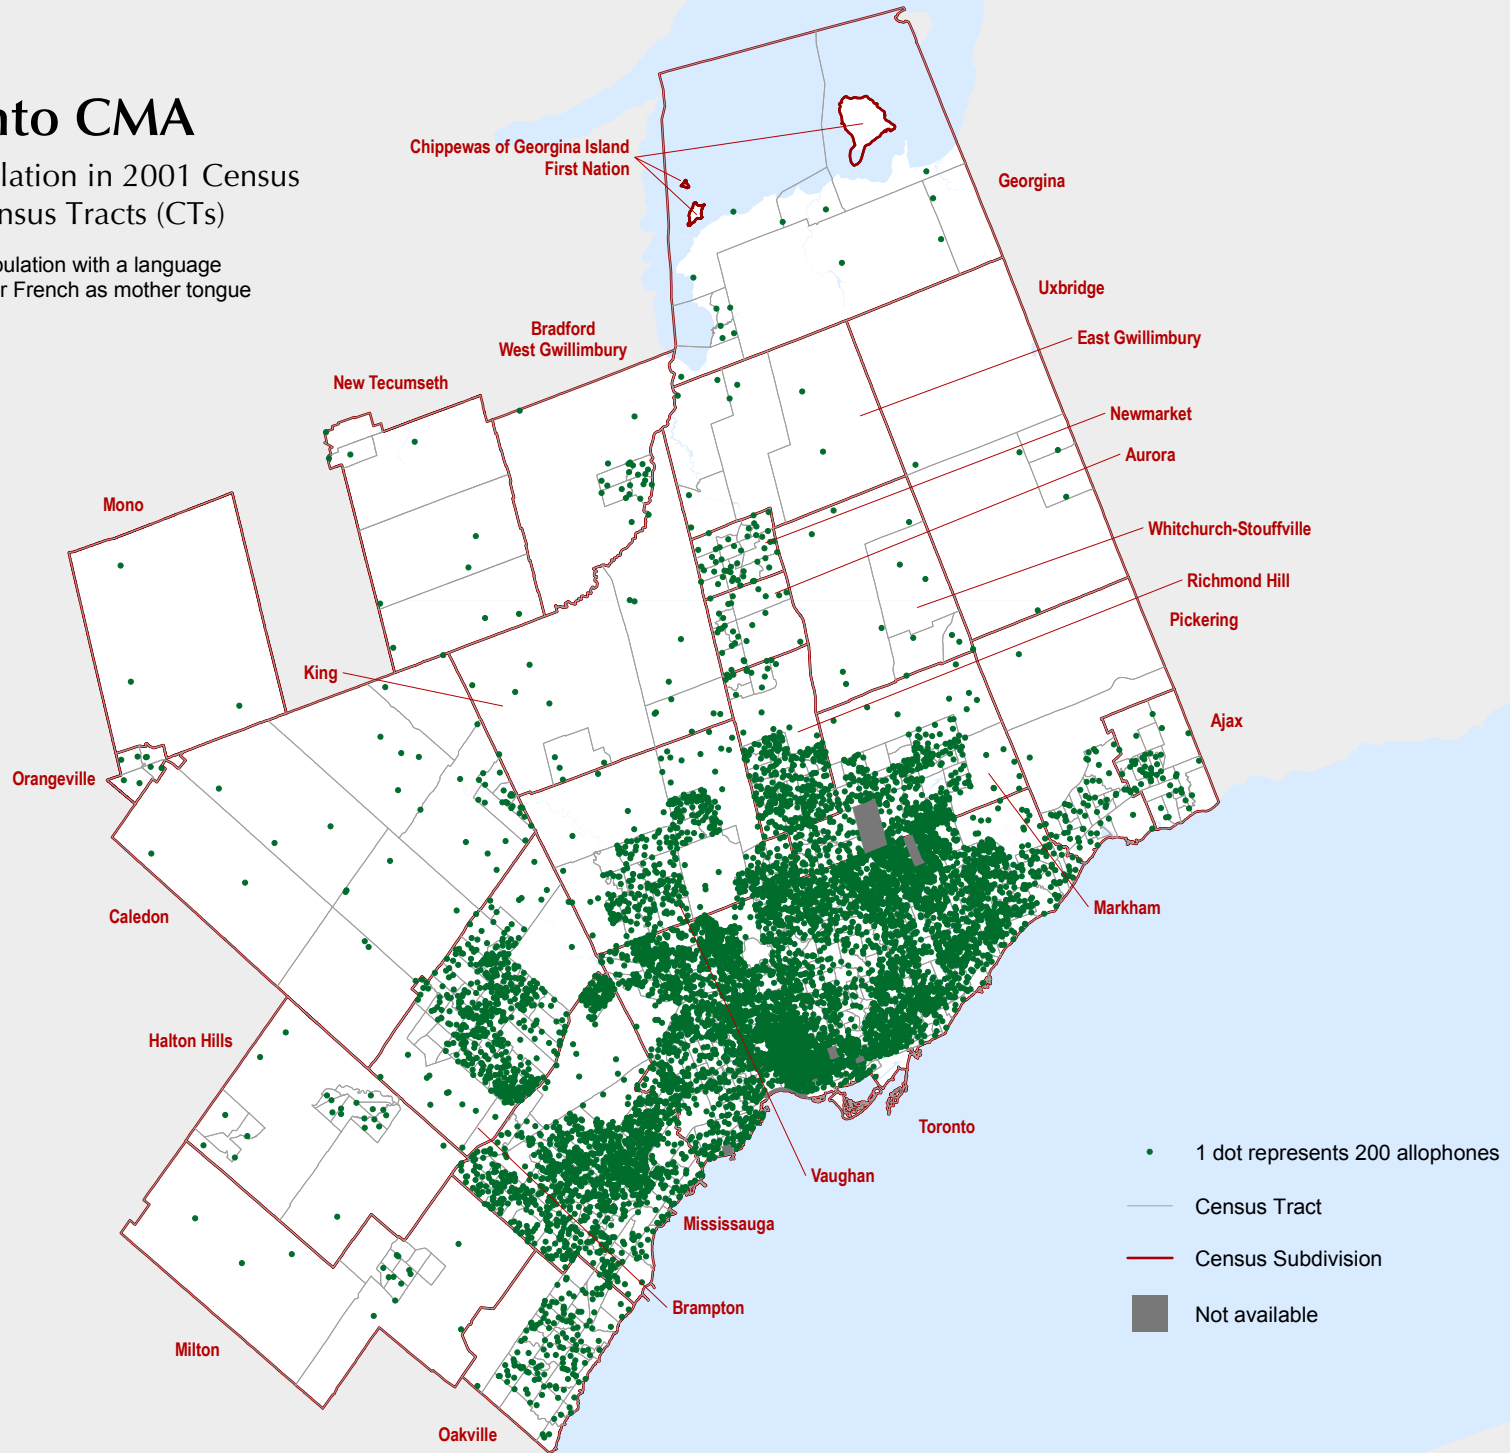 nto CMA
lation in 2001 Census
nsus Tracts (CTs)
pulation with a language
r French as mother tongue
Chippewas of Georgina Island
First Nation
Georgina
Uxbridge
Bradford
West Gwillimbury
East Gwillimbury
New Tecumseth
Newmarket
Aurora
Mono
Whitchurch-Stouffville
Richmond Hill
Pickering
King
Ajax
Orangeville
Markham
Caledon
Halton Hills
Toronto
Vaughan
Mississauga
Brampton
Milton
Oakville
1 dot represents 200 allophones
Census Tract
Census Subdivision
Not available